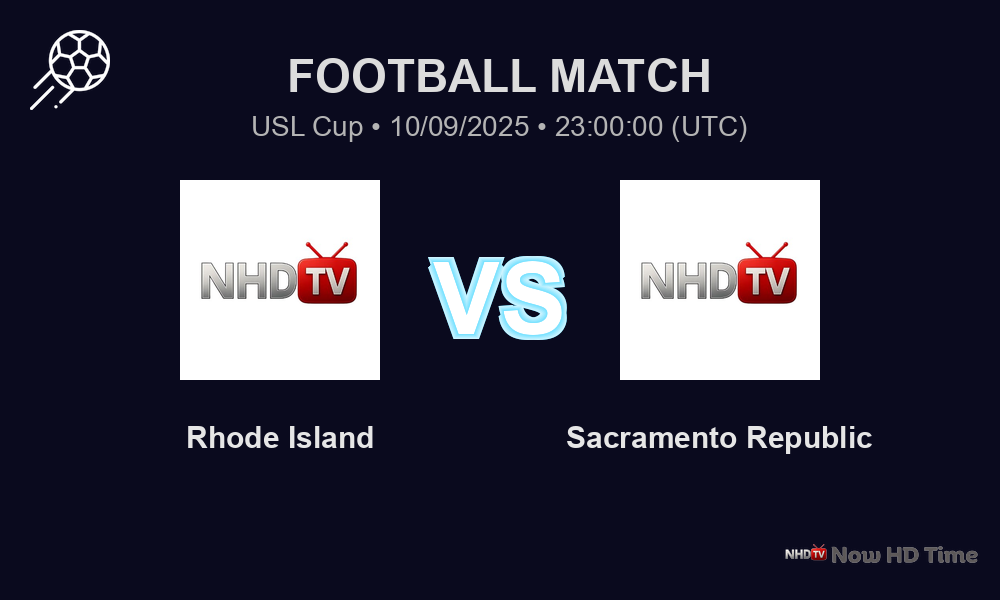 FOOTBALL MATCH
USL Cup • 10/09/2025 • 23:00:00 (UTC)
NHD TV
NHD TV
VS
Rhode Island
Sacramento Republic
NHD TV Now HD Time